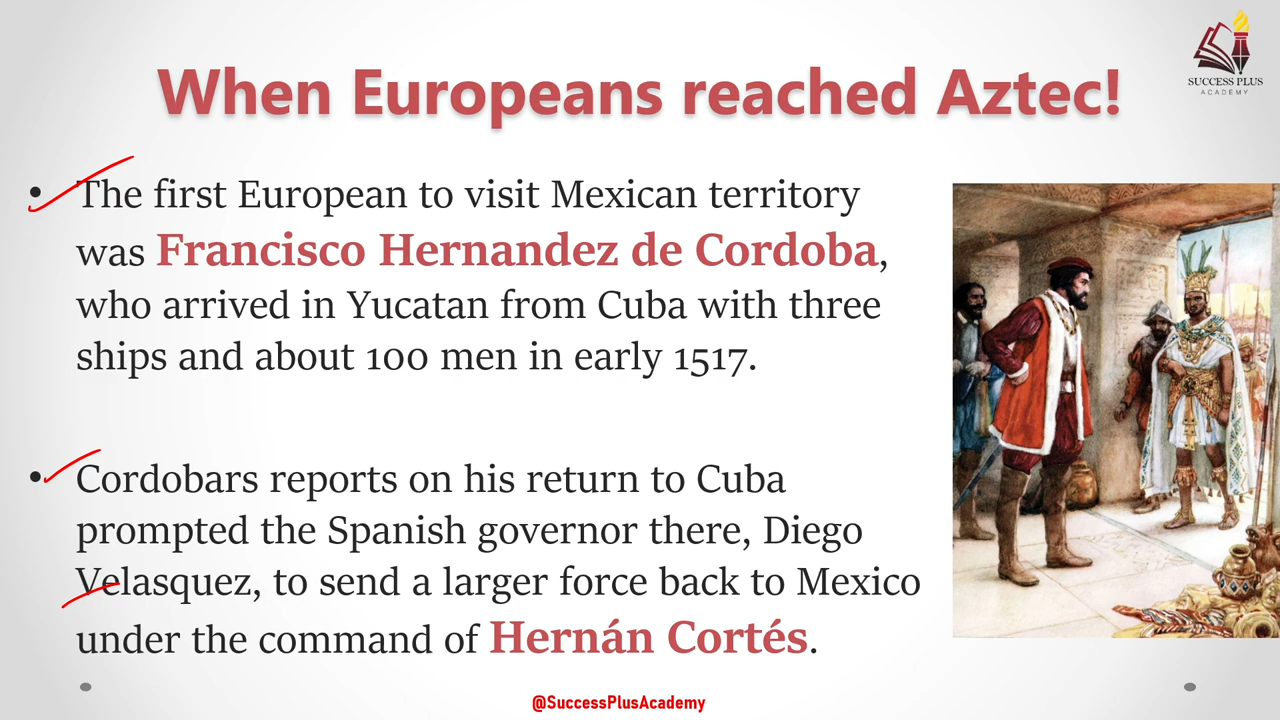 SUCCESS PLUS
ACADEMY
When Europeans reached Aztec!
• The first European to visit Mexican territory
was Francisco Hernandez de Cordoba,
who arrived in Yucatan from Cuba with three
ships and about 100 men in early 1517.
• Cordobars reports on his return to Cuba
prompted the Spanish governor there, Diego
Velasquez, to send a larger force back to Mexico
under the command of Hernán Cortés.
@SuccessPlusAcademy